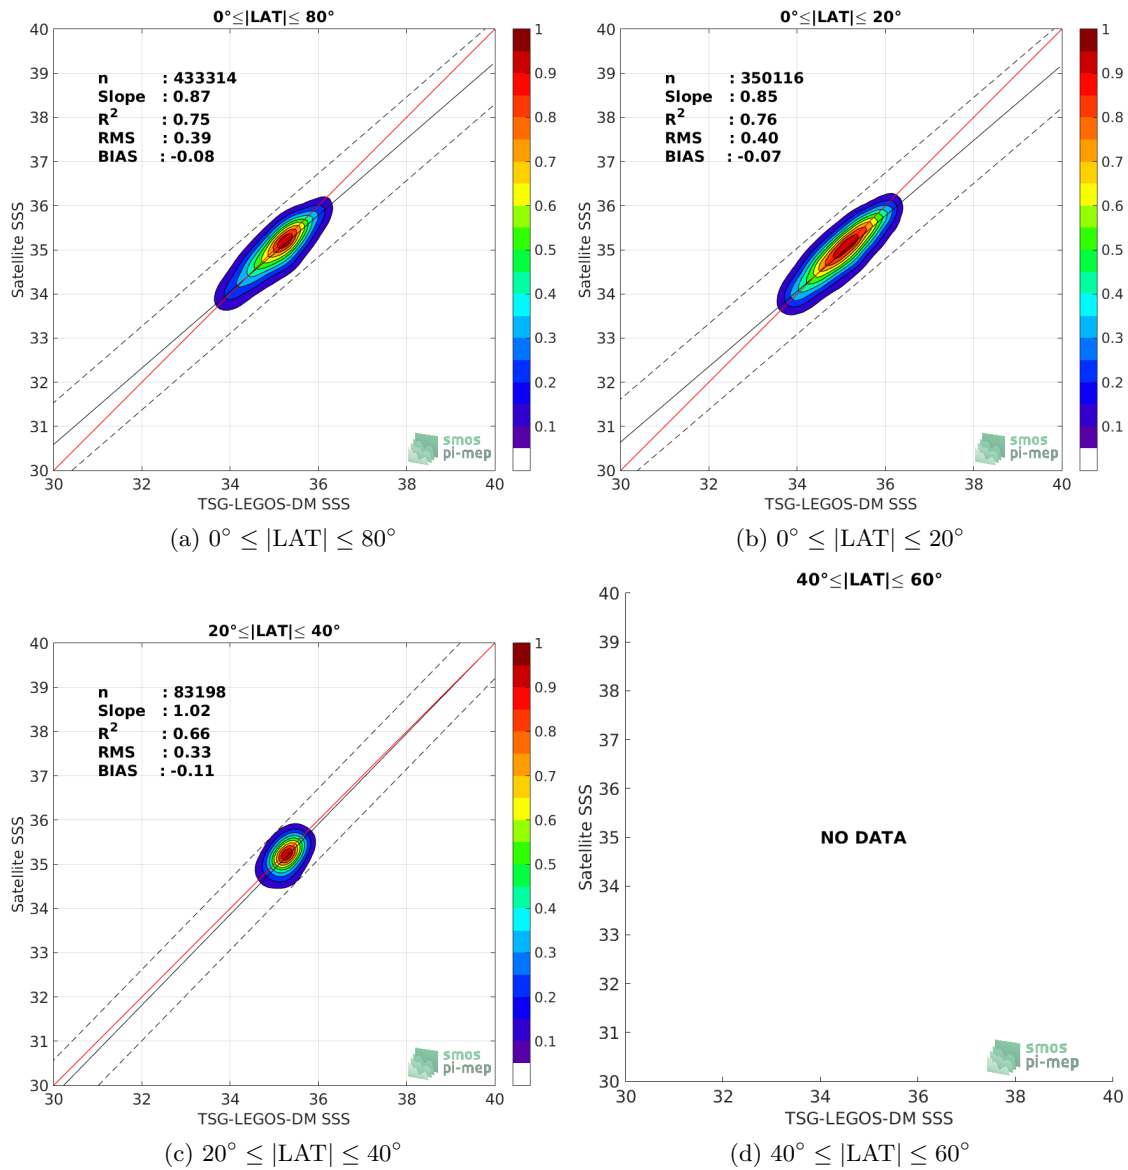 0°≤|LAT|≤ 80°
40
39
38
37
36
35
34
33
32
31
30
Satellite SSS
n : 433314
Slope : 0.87
R² : 0.75
RMS : 0.39
BIAS : -0.08
1
0.9
0.8
0.7
0.6
0.5
0.4
0.3
0.2
0.1
smos
pi-mep
30 32 34 36 38 40
TSG-LEGOS-DM SSS
(a) 0° ≤ |LAT| ≤ 80°
0°≤|LAT|≤ 20°
40
39
38
37
36
35
34
33
32
31
30
Satellite SSS
n : 350116
Slope : 0.85
R² : 0.76
RMS : 0.40
BIAS : -0.07
1
0.9
0.8
0.7
0.6
0.5
0.4
0.3
0.2
0.1
smos
pi-mep
30 32 34 36 38 40
TSG-LEGOS-DM SSS
(b) 0° ≤ |LAT| ≤ 20°
20°≤|LAT|≤ 40°
40
39
38
37
36
35
34
33
32
31
30
Satellite SSS
n : 83198
Slope : 1.02
R² : 0.66
RMS : 0.33
BIAS : -0.11
1
0.9
0.8
0.7
0.6
0.5
0.4
0.3
0.2
0.1
smos
pi-mep
30 32 34 36 38 40
TSG-LEGOS-DM SSS
(c) 20° ≤ |LAT| ≤ 40°
40°≤|LAT|≤ 60°
40
39
38
37
36
35
34
33
32
31
30
Satellite SSS
NO DATA
smos
pi-mep
30 32 34 36 38 40
TSG-LEGOS-DM SSS
(d) 40° ≤ |LAT| ≤ 60°